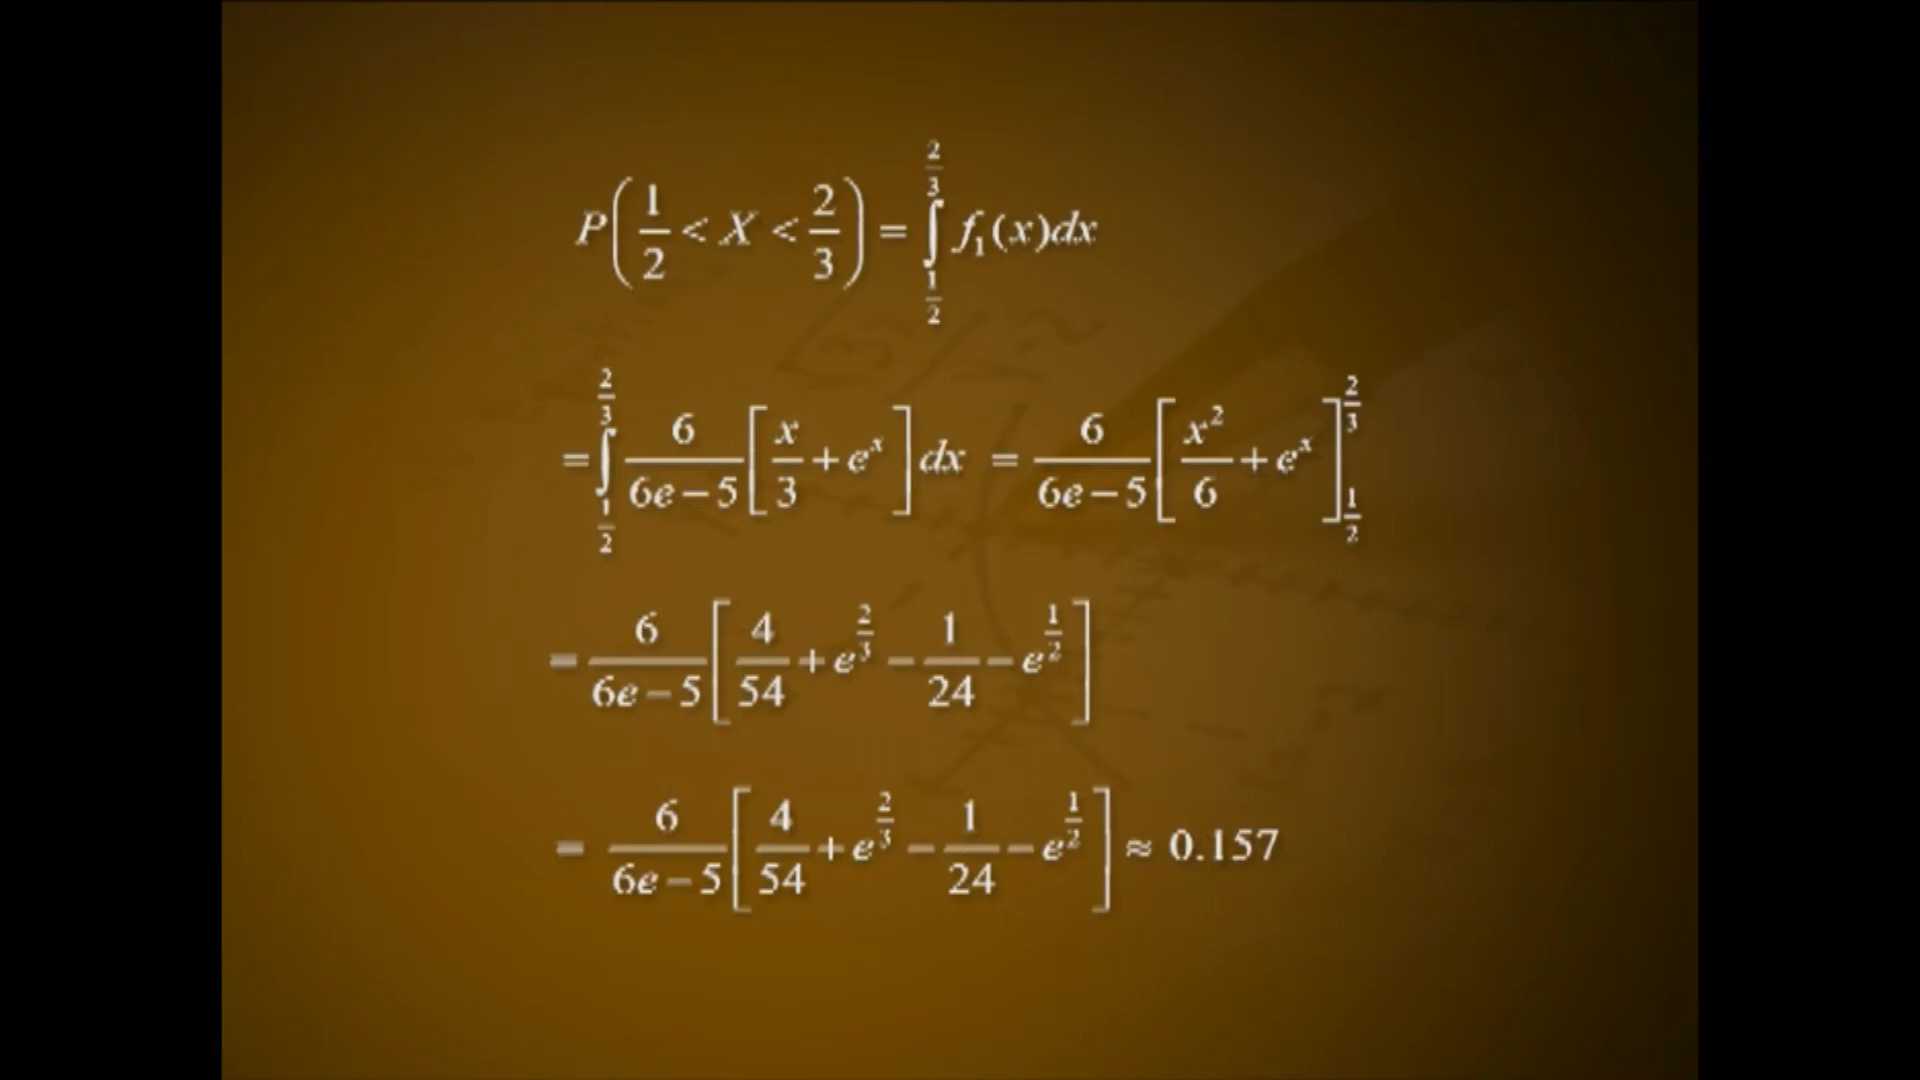 P(1/2 < X < 2/3) = ∫_{1/2}^{2/3} f₁(x)dx
= ∫_{1/2}^{2/3} 6/(6e − 5) [x/3 + e^x] dx = 6/(6e − 5) [x²/6 + e^x]_{1/2}^{2/3}
= 6/(6e − 5) [4/54 + e^{2/3} − 1/24 − e^{1/2}]
= 6/(6e − 5) [4/54 + e^{2/3} − 1/24 − e^{1/2}] ≈ 0.157